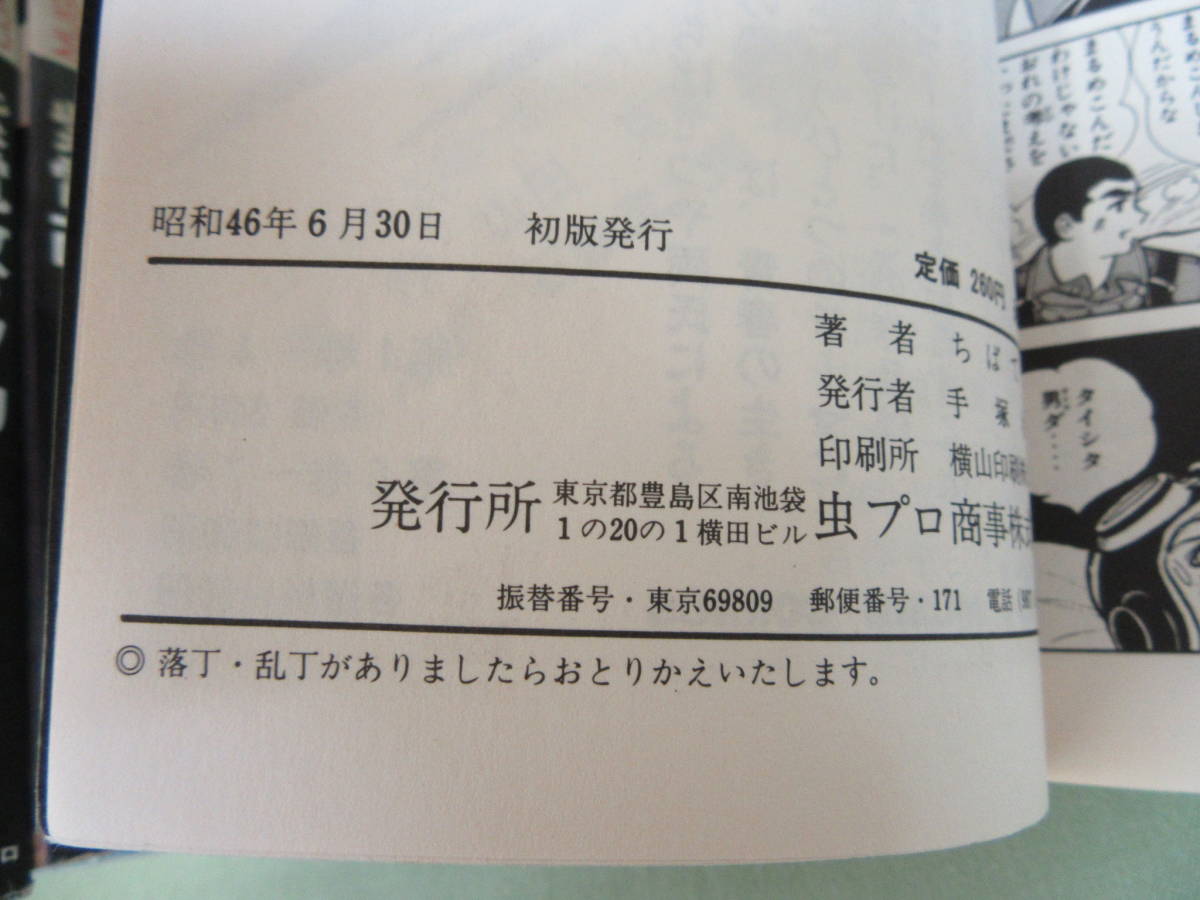 昭和46年6月30日 初版発行
定価 260円
著者 ちば
発行者 手塚
印刷所 横山印刷
発行所 東京都豊島区南池袋
1の20の1横田ビル 虫プロ商事株式
振替番号・東京69809 郵便番号・171 電話
◎落丁・乱丁がありましたらおとりかえいたします。
うんだからな
まるめこんだ
わけじゃない
おれの考えを
タイシタ
男ダ‥‥